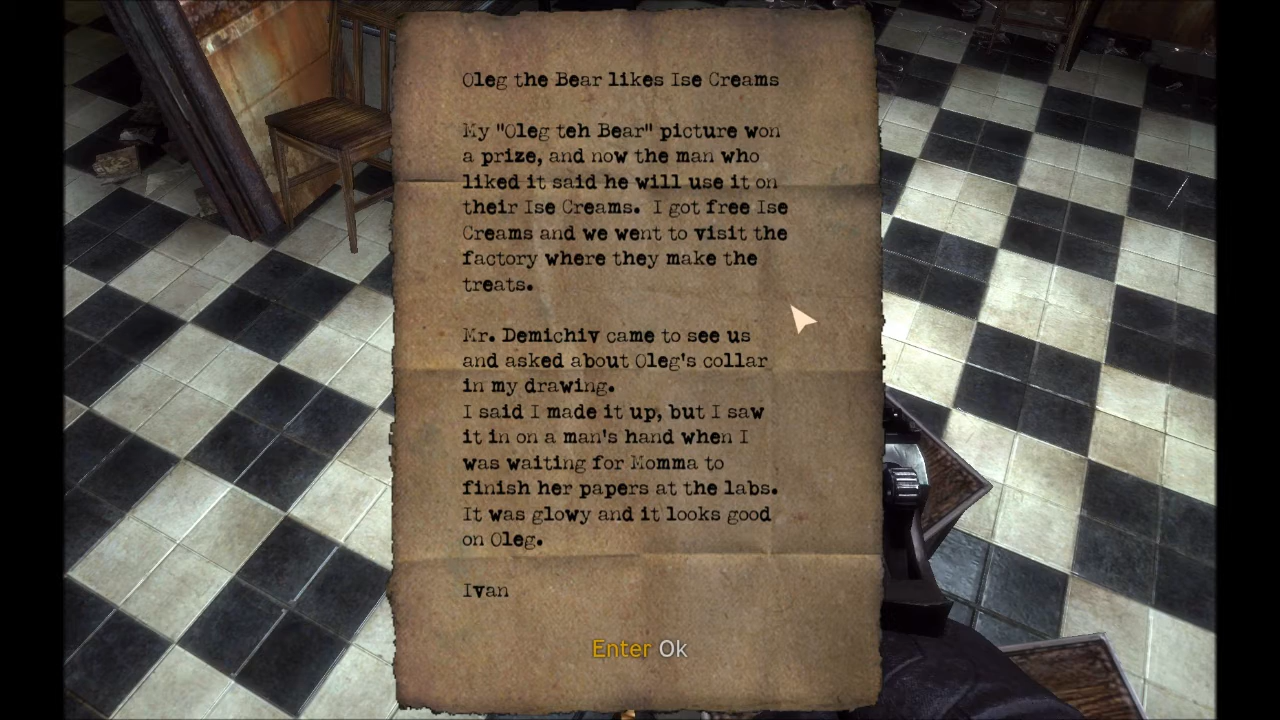 Oleg the Bear likes Ise Creams
My "Oleg teh Bear" picture won
a prize, and now the man who
liked it said he will use it on
their Ise Creams. I got free Ise
Creams and we went to visit the
factory where they make the
treats.
Mr. Demichiv came to see us
and asked about Oleg's collar
in my drawing.
I said I made it up, but I saw
it in on a man's hand when I
was waiting for Momma to
finish her papers at the labs.
It was glowy and it looks good
on Oleg.
Ivan
Enter Ok